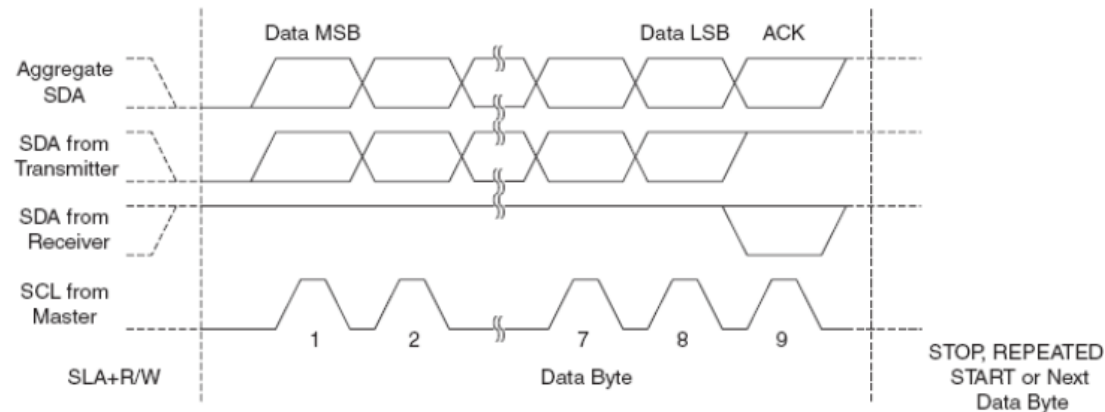 Data MSB
Data LSB
ACK
Aggregate
SDA
SDA from
Transmitter
SDA from
Receiver
SCL from
Master
1
2
7
8
9
SLA+R/W
Data Byte
STOP, REPEATED
START or Next
Data Byte